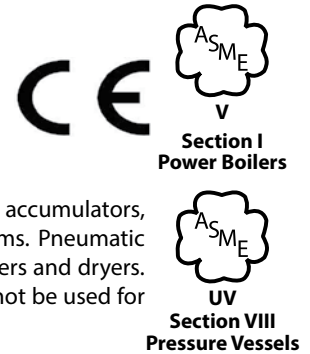 CE
ASME
V
Section I
Power Boilers
accumulators,
ms. Pneumatic
ers and dryers.
not be used for
ASME
UV
Section VIII
Pressure Vessels